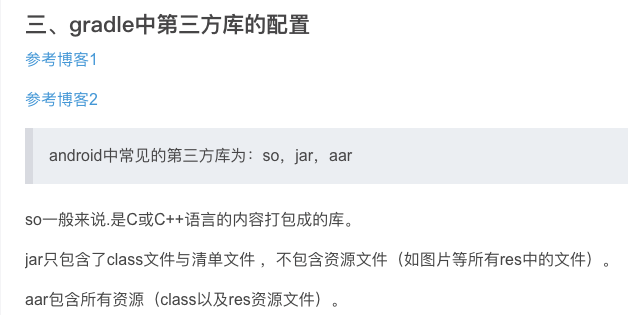 三、gradle中第三方库的配置
参考博客1
参考博客2
android中常见的第三方库为：so，jar，aar
so一般来说.是C或C++语言的内容打包成的库。
jar只包含了class文件与清单文件 ，不包含资源文件（如图片等所有res中的文件）。
aar包含所有资源（class以及res资源文件）。